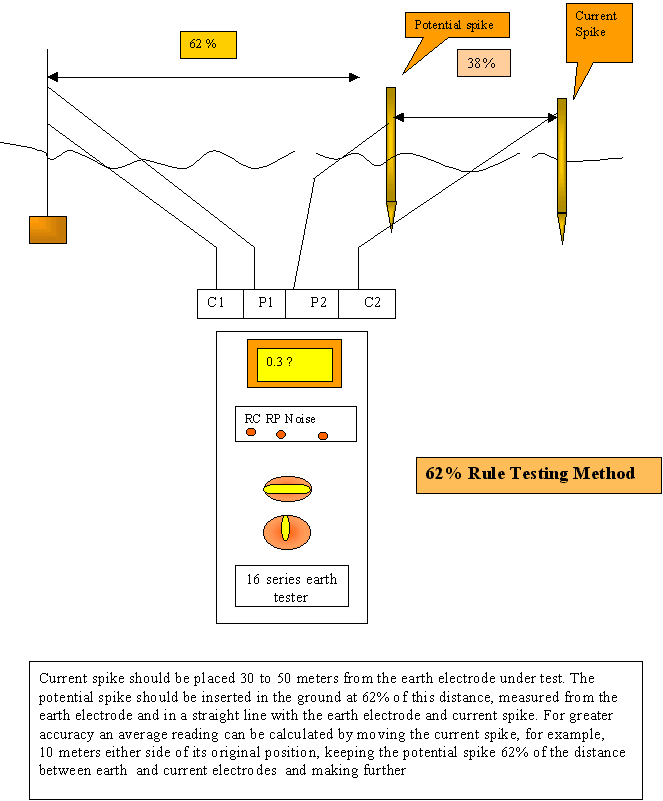 Potential spike
Current
Spike
62 %
38%
C1 P1 P2 C2
0.3 ?
RC RP Noise
62% Rule Testing Method
16 series earth
tester
Current spike should be placed 30 to 50 meters from the earth electrode under test. The
potential spike should be inserted in the ground at 62% of this distance, measured from the
earth electrode and in a straight line with the earth electrode and current spike. For greater
accuracy an average reading can be calculated by moving the current spike, for example,
10 meters either side of its original position, keeping the potential spike 62% of the distance
between earth and current electrodes and making further